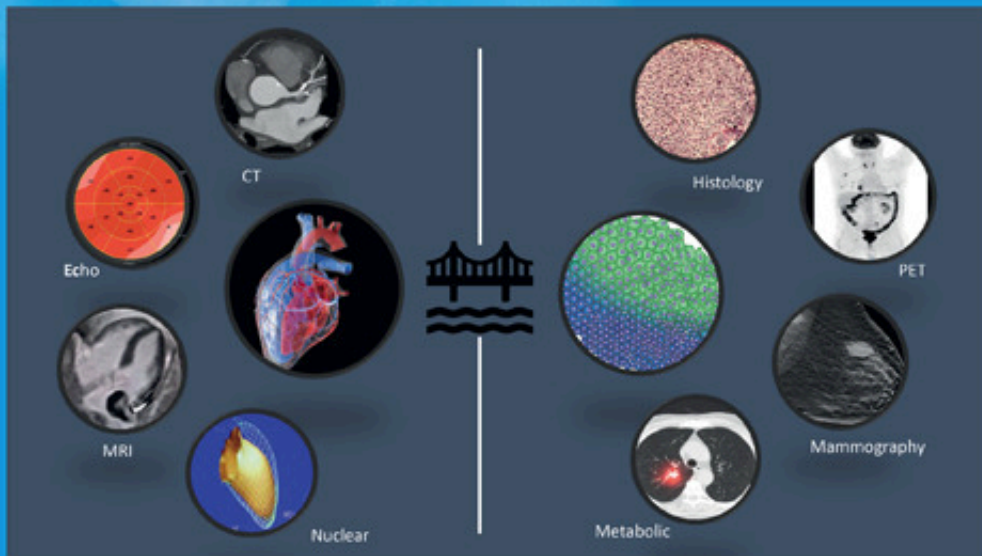 CT
Echo
MRI
Nuclear
Histology
PET
Mammography
Metabolic